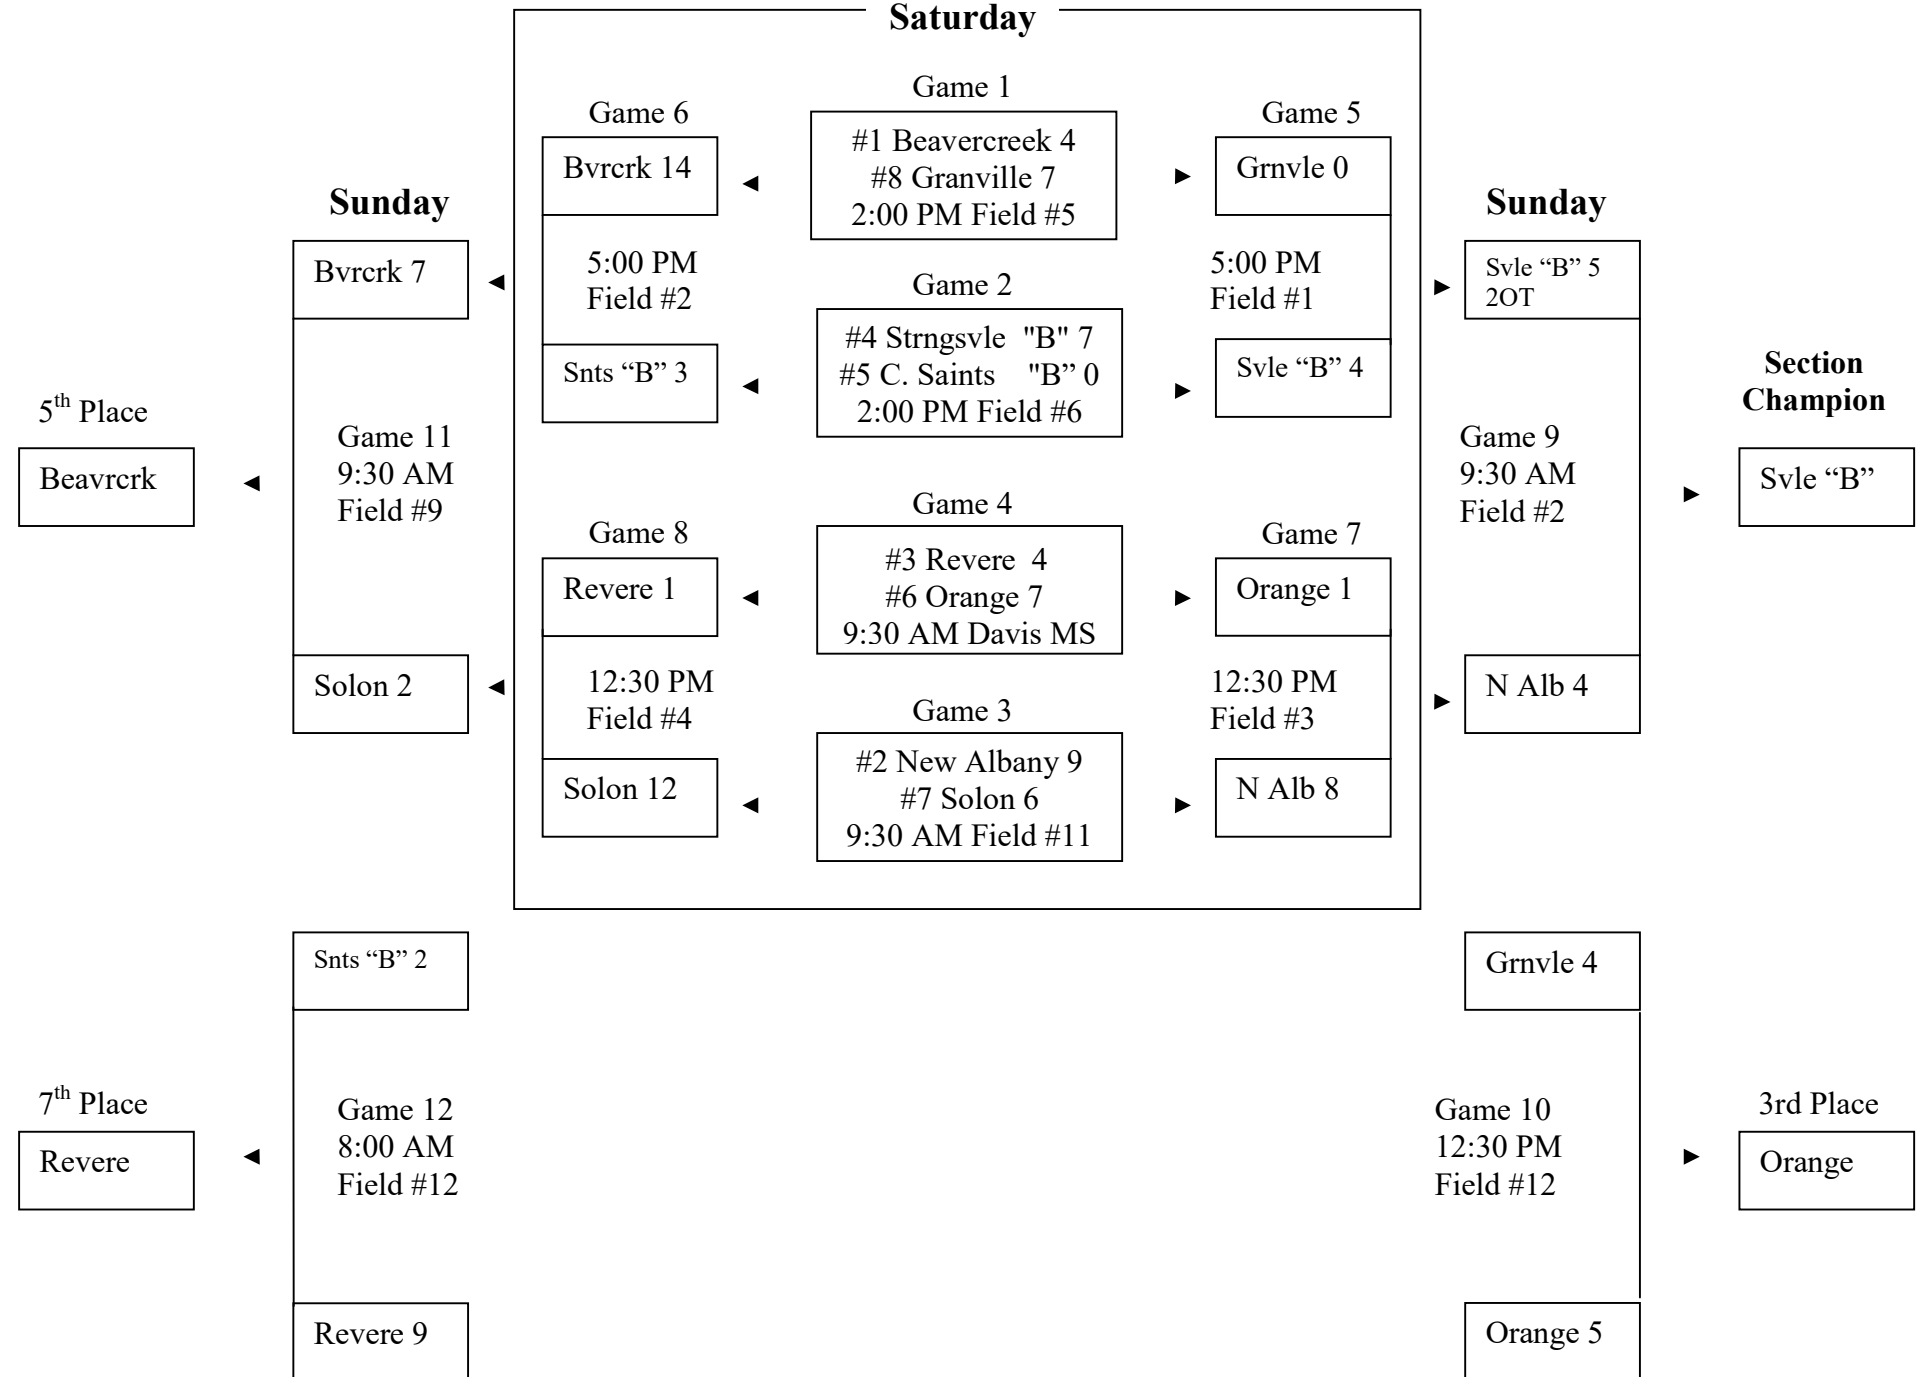 Saturday
Game 1
Game 6
Game 5
#1 Beavercreek 4
#8 Granville 7
2:00 PM Field #5
Bvrcrk 14
Grnvle 0
Sunday
Sunday
Bvrcrk 7
5:00 PM
Field #2
5:00 PM
Field #1
Svle “B” 5
2OT
Game 2
#4 Strngsvle "B" 7
#5 C. Saints "B” 0
2:00 PM Field #6
Snts “B” 3
Svle “B” 4
Section
Champion
5th Place
Beavrcrk
Game 11
9:30 AM
Field #9
Game 9
9:30 AM
Field #2
Svle “B”
Game 4
Game 8
Game 7
#3 Revere 4
#6 Orange 7
9:30 AM Davis MS
Revere 1
Orange 1
Solon 2
12:30 PM
Field #4
12:30 PM
Field #3
N Alb 4
Game 3
#2 New Albany 9
#7 Solon 6
9:30 AM Field #11
Solon 12
N Alb 8
Snts “B” 2
Grnvle 4
7th Place
Revere
Game 12
8:00 AM
Field #12
Game 10
12:30 PM
Field #12
3rd Place
Orange
Revere 9
Orange 5